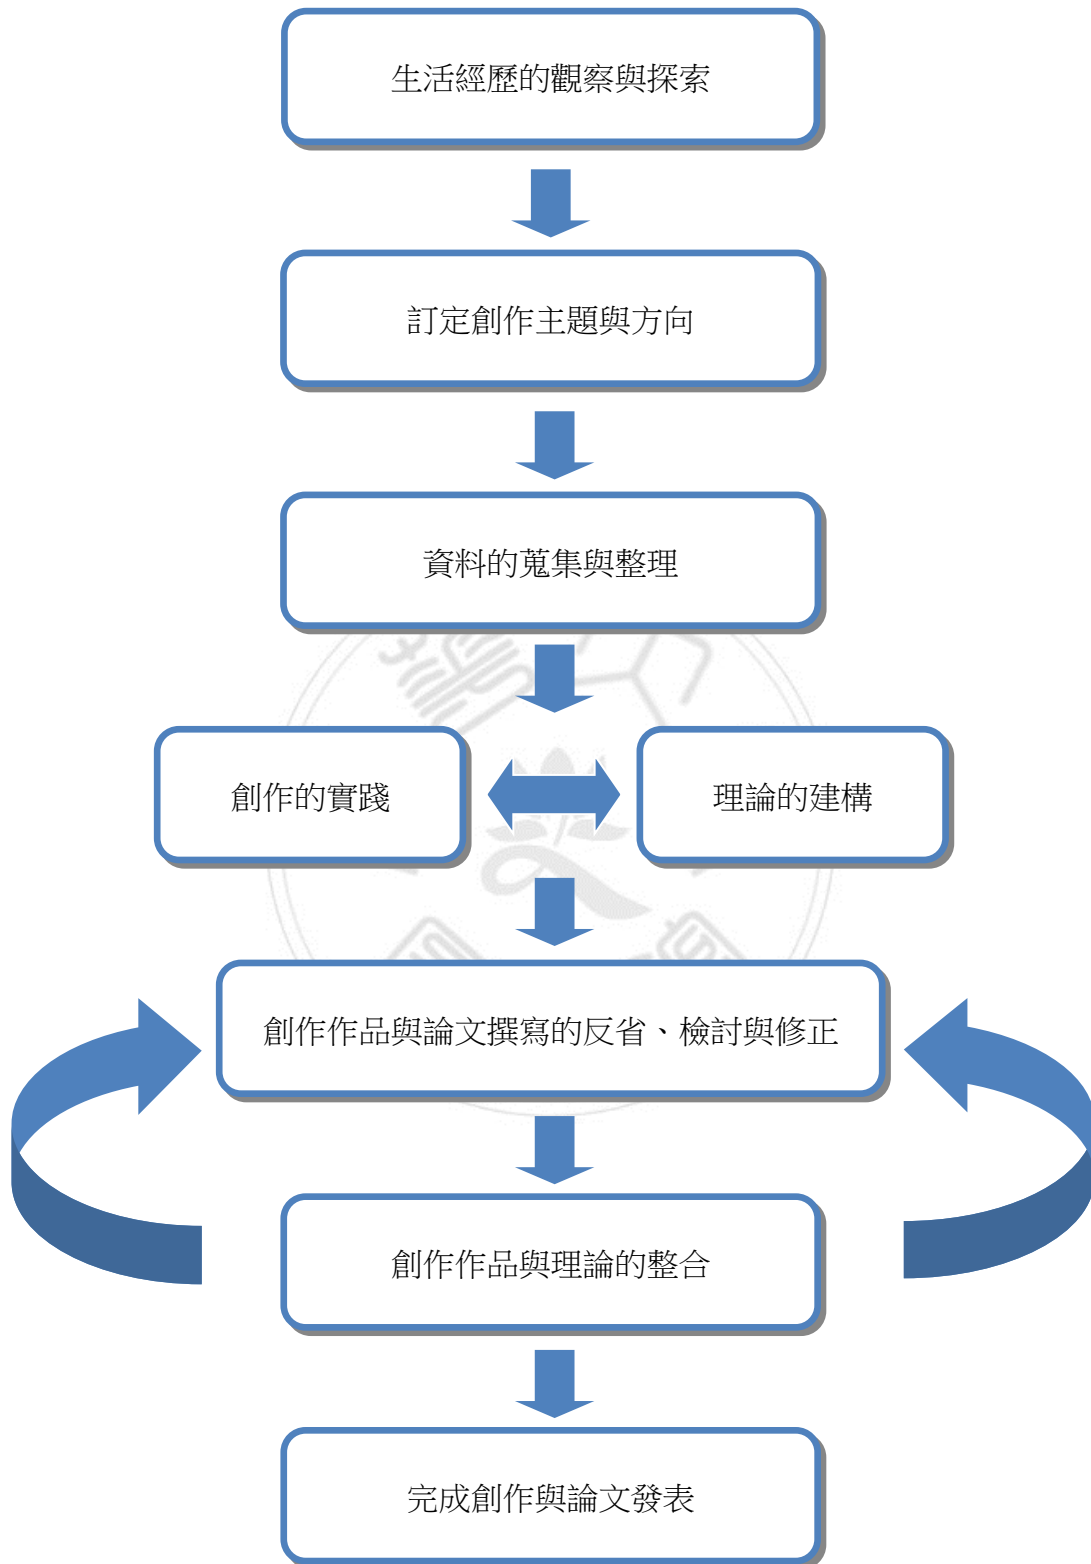 生活經歷的觀察與探索
訂定創作主題與方向
資料的蒐集與整理
創作的實踐
理論的建構
創作作品與論文撰寫的反省、檢討與修正
創作作品與理論的整合
完成創作與論文發表